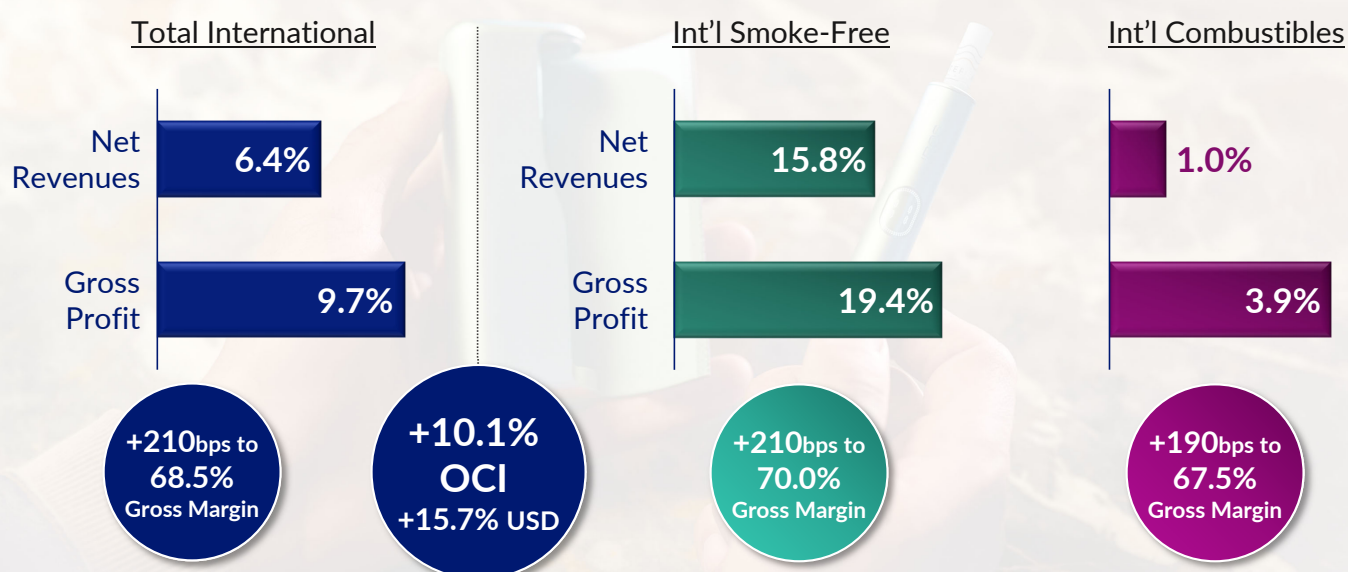 Total International
Net
Revenues
6.4%
Gross
Profit
9.7%
+210bps to
68.5%
Gross Margin
+10.1%
OCI
+15.7% USD
Int'l Smoke-Free
Net
Revenues
15.8%
Gross
Profit
19.4%
+210bps to
70.0%
Gross Margin
Int'l Combustibles
1.0%
3.9%
+190bps to
67.5%
Gross Margin